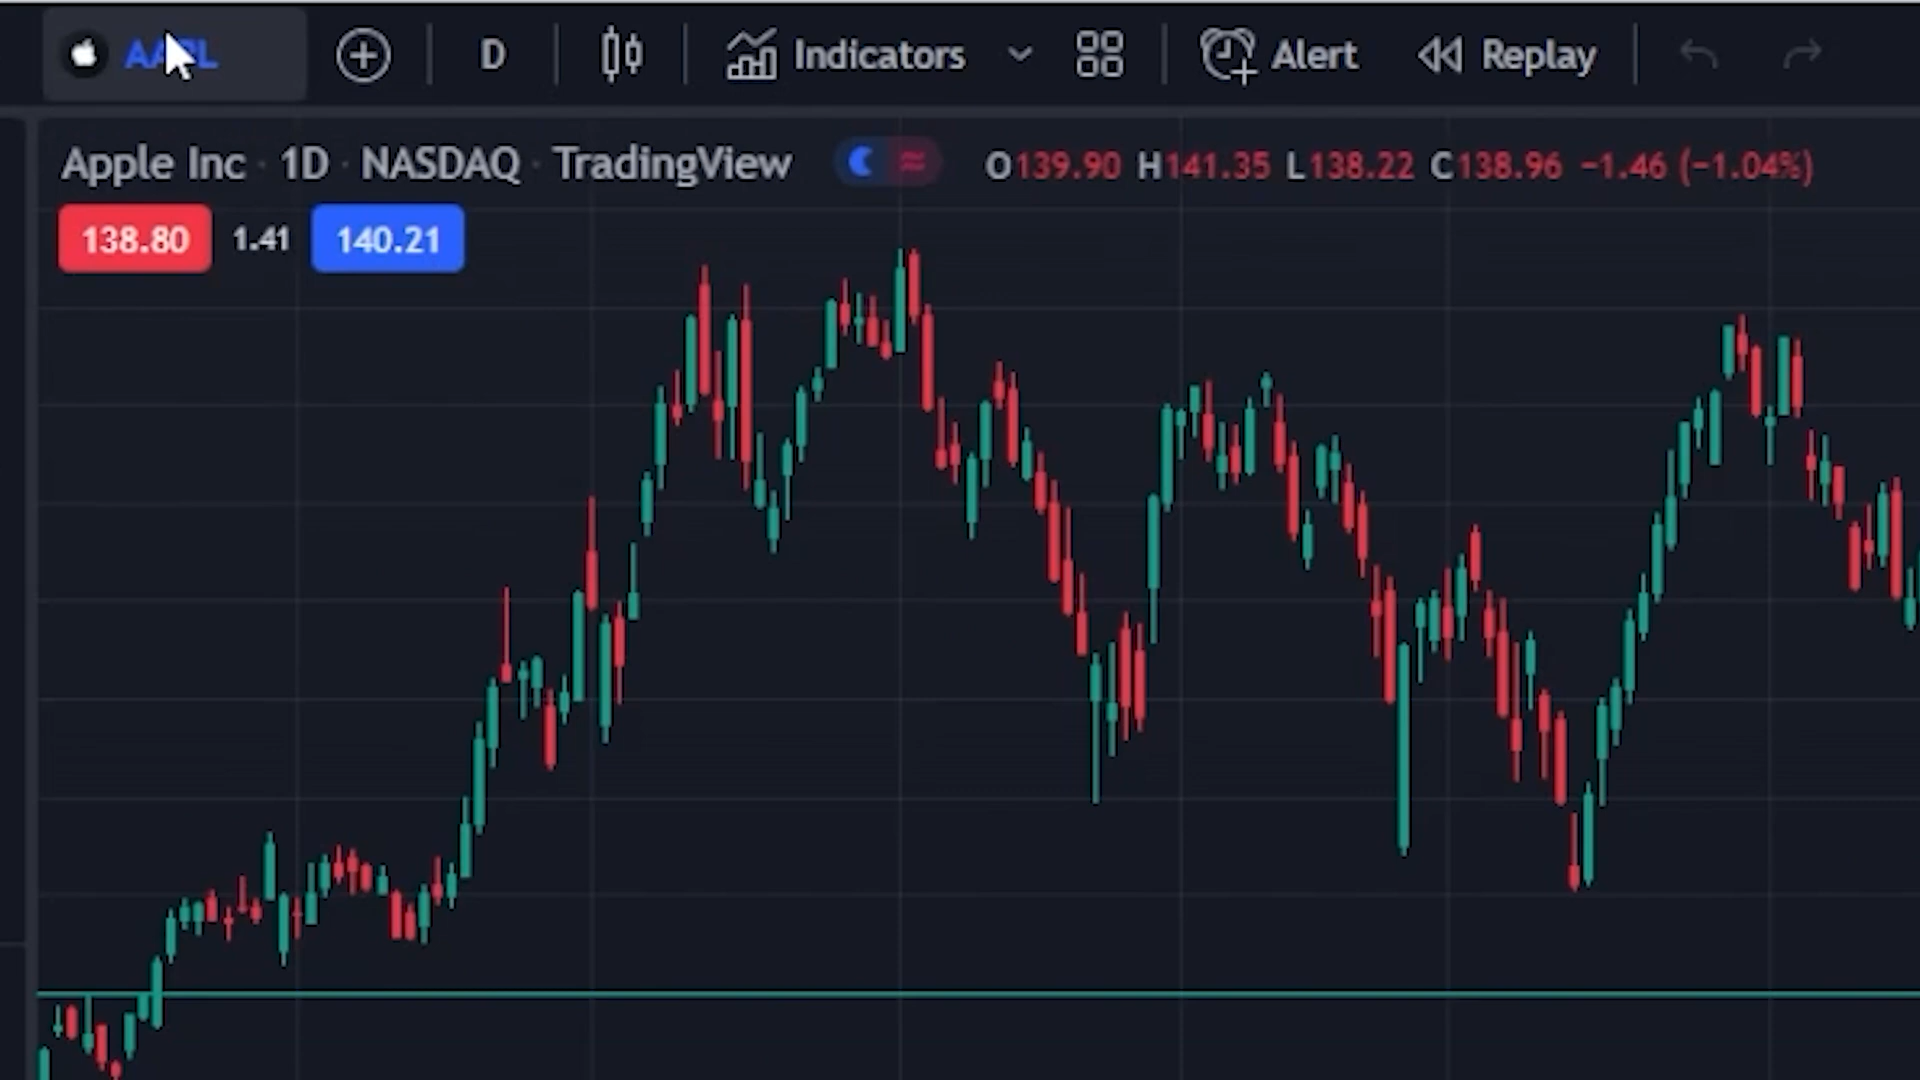 AAPL D Indicators Alert Replay
Apple Inc · 1D · NASDAQ · TradingView O139.90 H141.35 L138.22 C138.96 −1.46 (−1.04%)
138.80 1.41 140.21